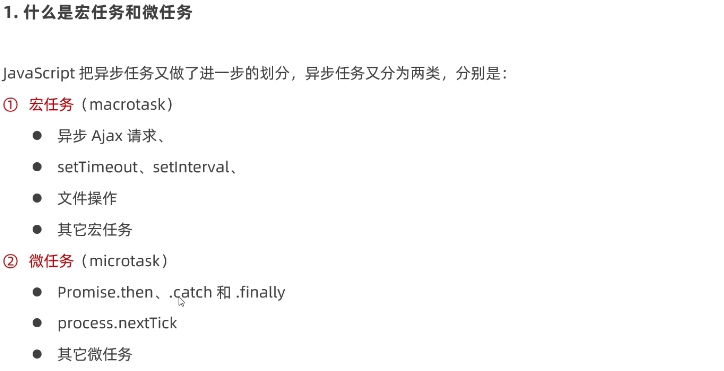 1. 什么是宏任务和微任务
JavaScript 把异步任务又做了进一步的划分，异步任务又分为两类，分别是：
① 宏任务（macrotask）
● 异步 Ajax 请求、
● setTimeout、setInterval、
● 文件操作
● 其它宏任务
② 微任务（microtask）
● Promise.then、.catch 和 .finally
● process.nextTick
● 其它微任务